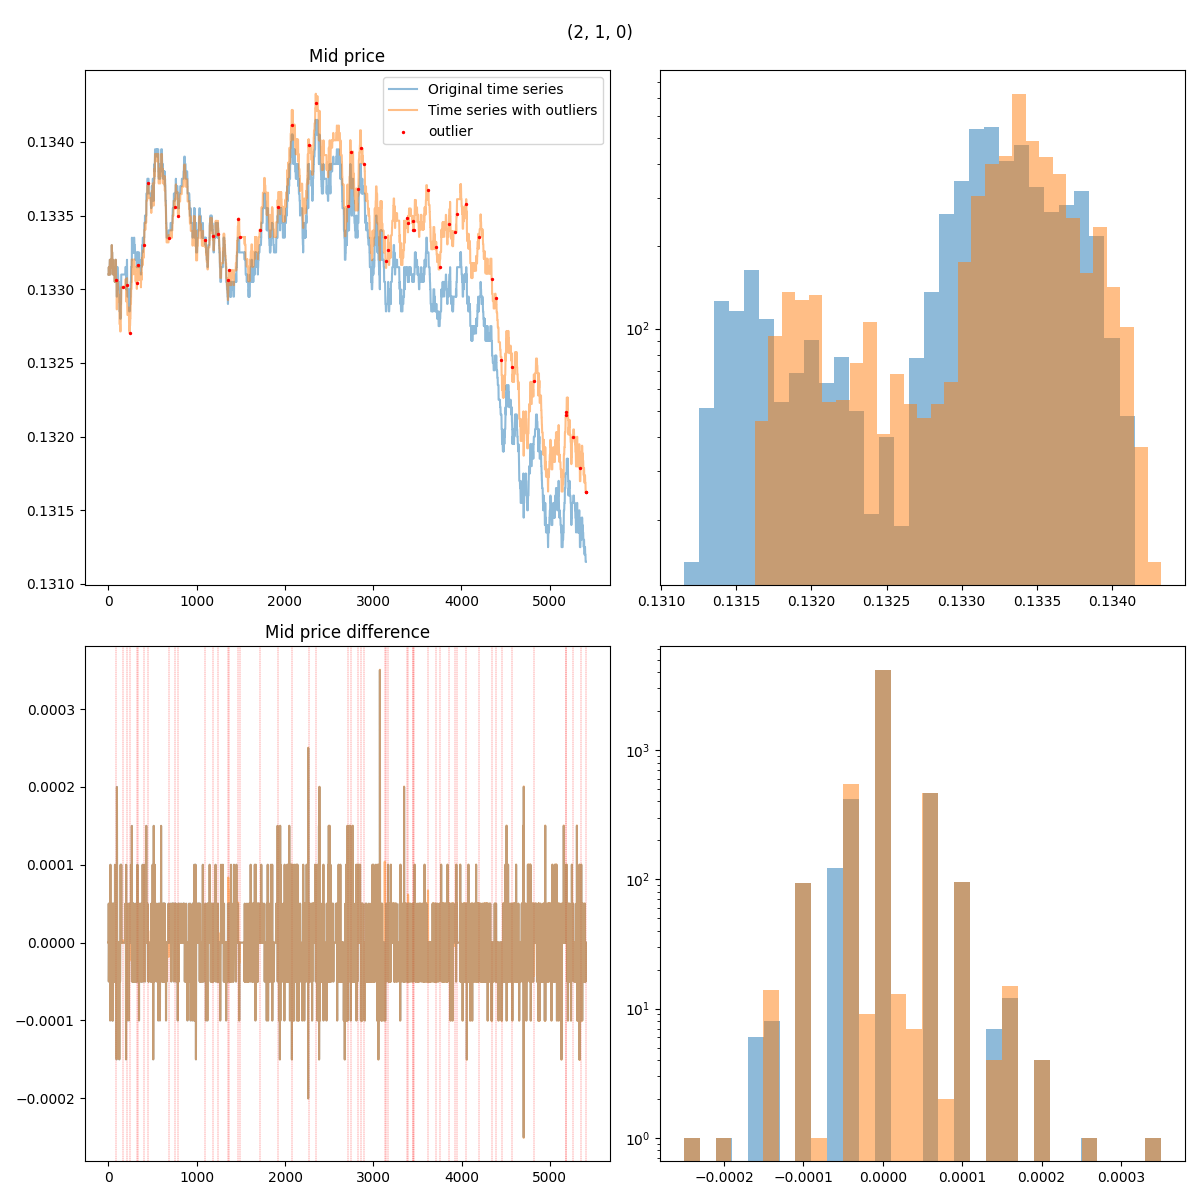 (2, 1, 0)
Mid price
Original time series
Time series with outliers
outlier
0.1340
0.1335
0.1330
0.1325
0.1320
0.1315
0.1310
0 1000 2000 3000 4000 5000
10²
0.1310 0.1315 0.1320 0.1325 0.1330 0.1335 0.1340
Mid price difference
0.0003
0.0002
0.0001
0.0000
−0.0001
−0.0002
0 1000 2000 3000 4000 5000
10³
10²
10¹
10⁰
−0.0002 −0.0001 0.0000 0.0001 0.0002 0.0003